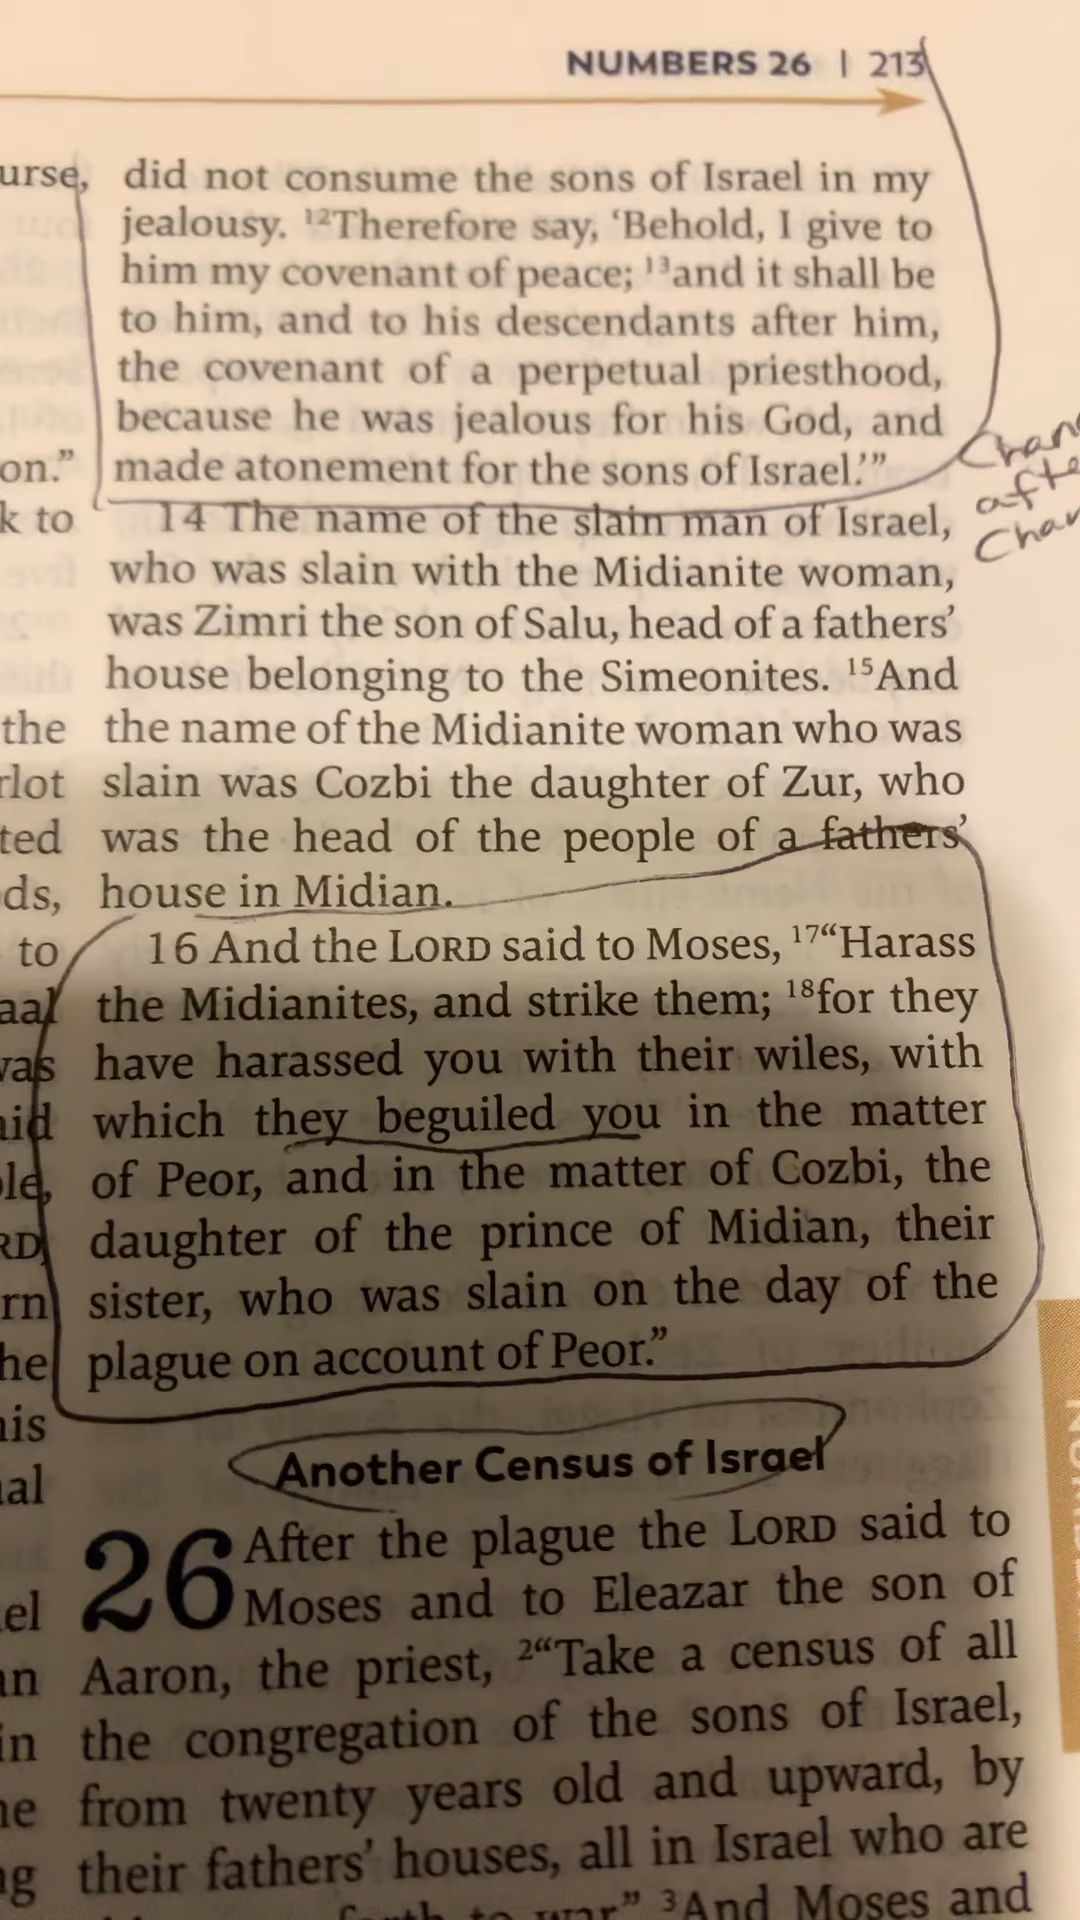 NUMBERS 26 | 213
urse,
on."
k to
the
rlot
ted
ds,
to
aal
was
aid
ple,
RD,
rn
he
his
nal
el
an
in
he
ng
did not consume the sons of Israel in my
jealousy. ¹²Therefore say, ‘Behold, I give to
him my covenant of peace; ¹³and it shall be
to him, and to his descendants after him,
the covenant of a perpetual priesthood,
because he was jealous for his God, and
made atonement for the sons of Israel.’”
14 The name of the slain man of Israel,
who was slain with the Midianite woman,
was Zimri the son of Salu, head of a fathers’
house belonging to the Simeonites. ¹⁵And
the name of the Midianite woman who was
slain was Cozbi the daughter of Zur, who
was the head of the people of a fathers’
house in Midian.
16 And the LORD said to Moses, ¹⁷“Harass
the Midianites, and strike them; ¹⁸for they
have harassed you with their wiles, with
which they beguiled you in the matter
of Peor, and in the matter of Cozbi, the
daughter of the prince of Midian, their
sister, who was slain on the day of the
plague on account of Peor.”
Another Census of Israel
26 After the plague the LORD said to
Moses and to Eleazar the son of
Aaron, the priest, ²“Take a census of all
the congregation of the sons of Israel,
from twenty years old and upward, by
their fathers’ houses, all in Israel who are
forth to war.” ³And Moses and